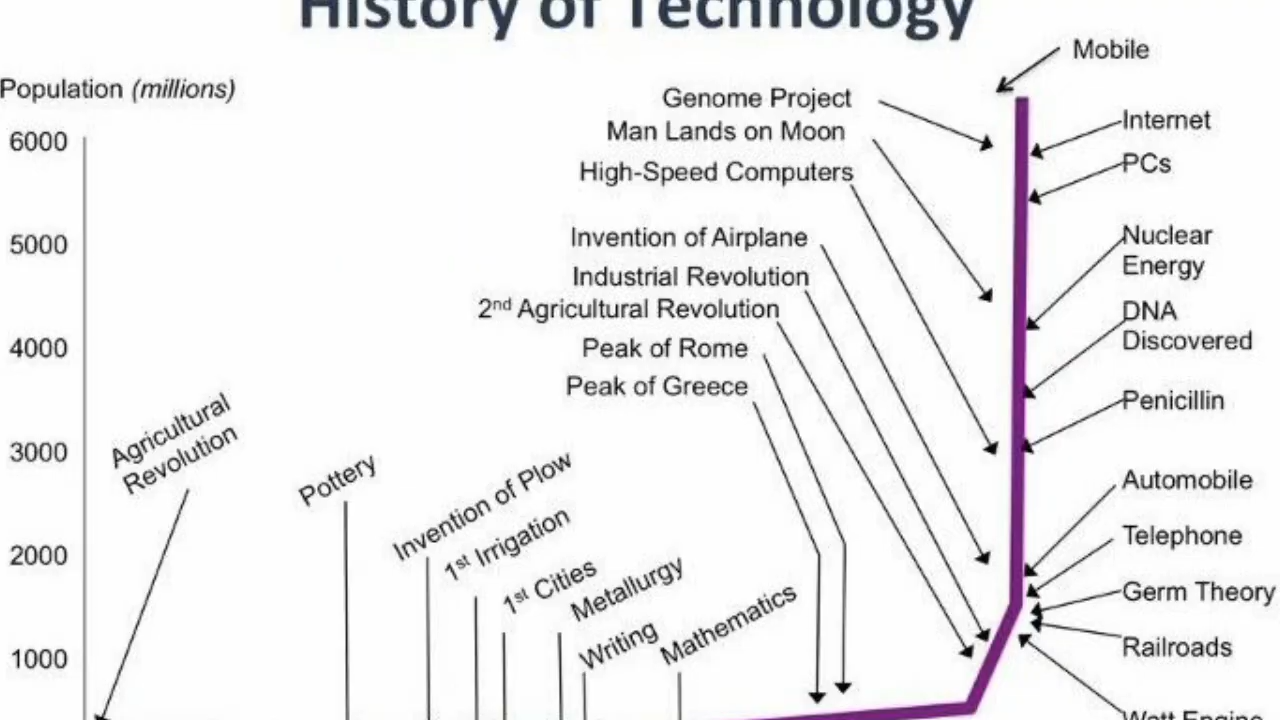 History of Technology
Population (millions)
6000
5000
4000
3000
2000
1000
Agricultural
Revolution
Pottery
Invention of Plow
1st Irrigation
1st Cities
Metallurgy
Writing
Mathematics
Peak of Greece
Peak of Rome
2nd Agricultural Revolution
Industrial Revolution
Invention of Airplane
High-Speed Computers
Man Lands on Moon
Genome Project
Mobile
Internet
PCs
Nuclear
Energy
DNA
Discovered
Penicillin
Automobile
Telephone
Germ Theory
Railroads
Watt Engine